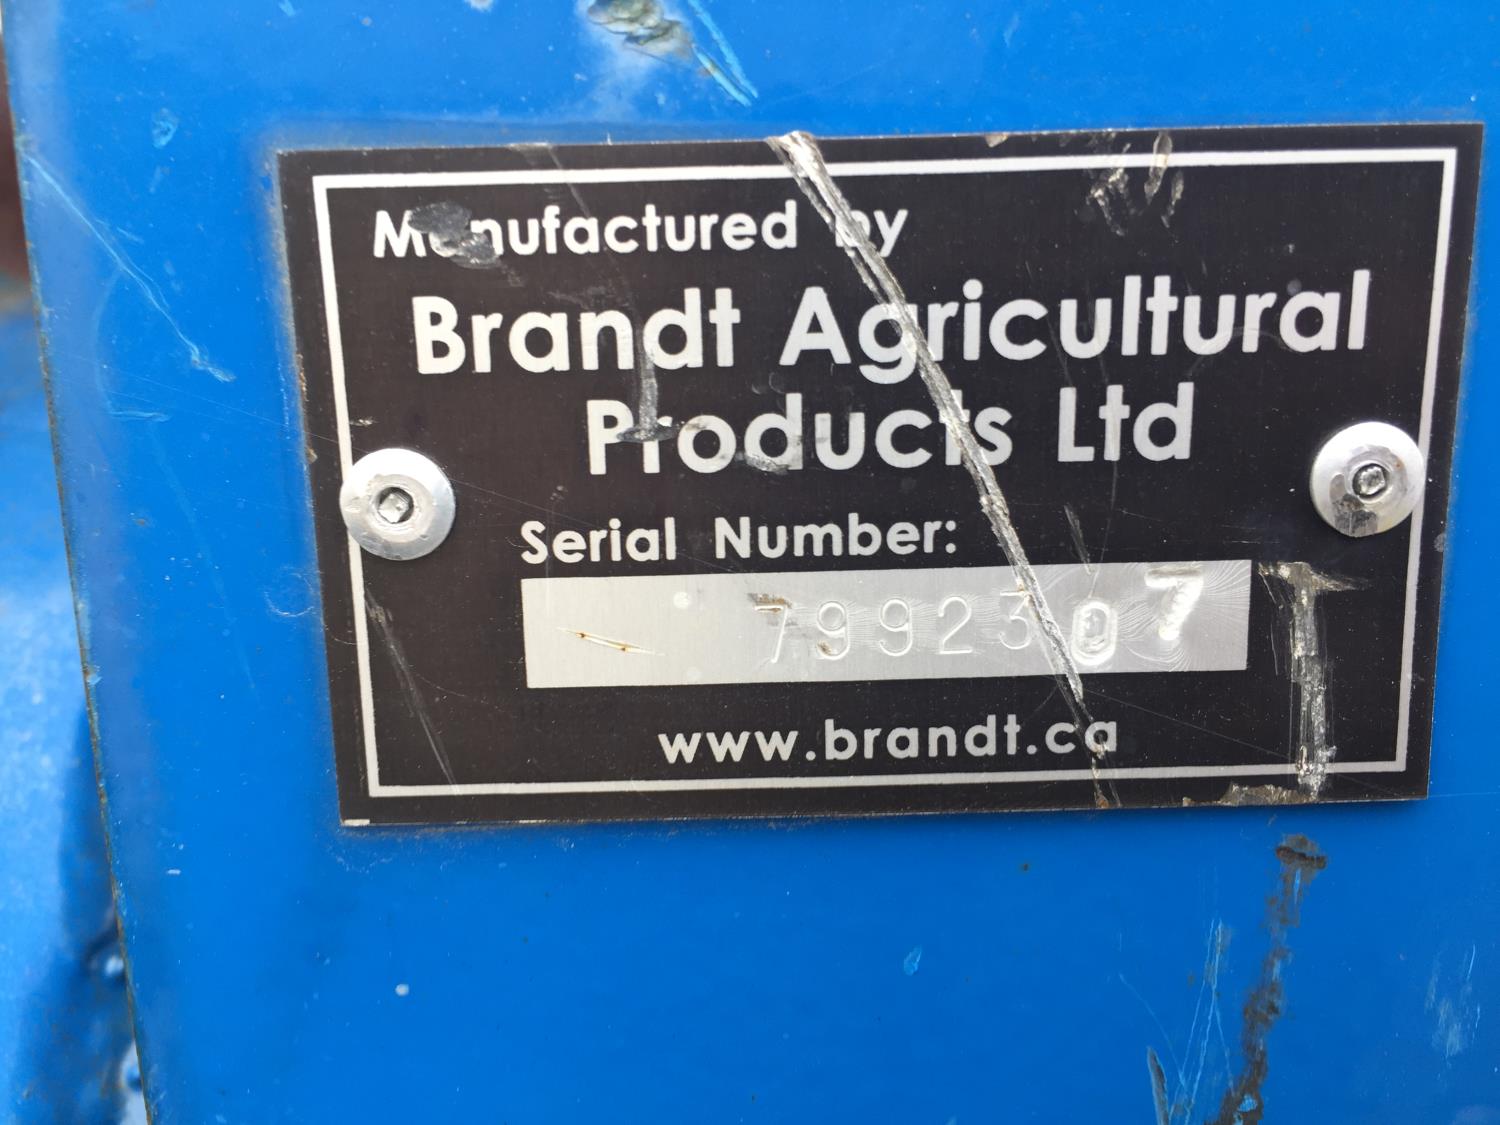 Manufactured by
Brandt Agricultural
Products Ltd
Serial Number:
7992307
www.brandt.ca